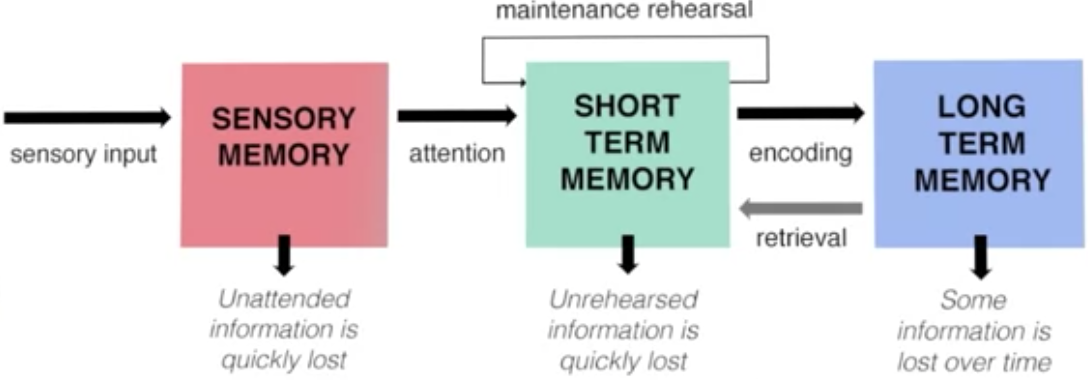 maintenance rehearsal
SENSORY
MEMORY
SHORT
TERM
MEMORY
LONG
TERM
MEMORY
sensory input
attention
encoding
retrieval
Unattended
information is
quickly lost
Unrehearsed
information is
quickly lost
Some
information is
lost over time